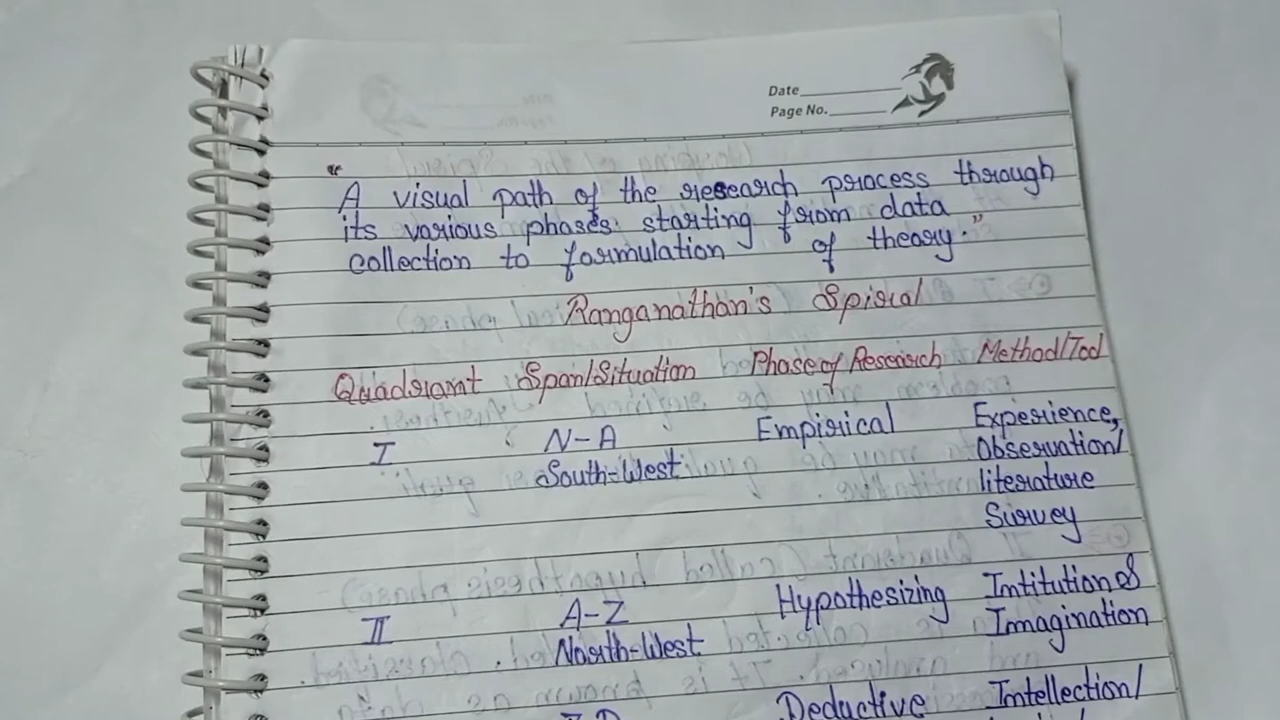 Date
Page No.
"A visual path of the research process through
its various phases starting from data
collection to formulation of theory."
Ranganathan's Spiral
Quadrant Span/Situation Phase of Research Method/Tool
I N-A Empirical Experience,
South-West Observation/
literature
Survey
II A-Z Hypothesizing Intitution &
North-West Imagination
Deductive Intellection/